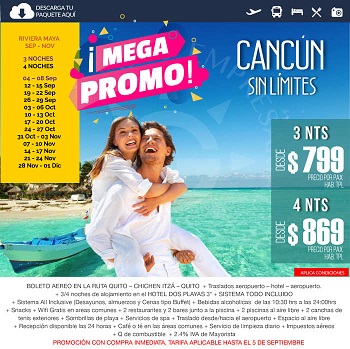 DESCARGA TU
PAQUETE AQUÍ
RIVIERA MAYA
SEP - NOV
3 NOCHES
4 NOCHES
04 – 08 Sep
12 - 15 Sep
19 - 22 Sep
26 - 29 Sep
03 - 06 Oct
10 - 13 Oct
17 - 20 Oct
24 - 27 Oct
31 Oct - 03 Nov
07 - 10 Nov
14 - 17 Nov
21 - 24 Nov
28 Nov - 01 Dic
¡MEGA
PROMO!
CANCÚN
SIN LÍMITES
3 NTS
DESDE
$799
PRECIO POR PAX
HAB. TPL
4 NTS
DESDE
$869
PRECIO POR PAX
HAB. TPL
APLICA CONDICIONES
BOLETO AEREO EN LA RUTA QUITO – CHICHEN ITZÁ – QUITO + Traslados aeropuerto – hotel – aeropuerto.
+ 3/4 noches de alojamiento en el HOTEL DOS PLAYAS 3* + SISTEMA TODO INCLUIDO
+ Sistema All Inclusive (Desayunos, almuerzos y Cenas tipo Buffet) + Bebidas alcoholicas de las 10:30 hrs a las 24:00hrs
+ Snacks + Wifi Gratis en areas comunes + 2 restaurantes y 2 bares junto a la piscina + 2 piscinas al aire libre + 2 canchas de
tenis exteriores + Sombrillas de playa + Servicios de spa + Traslado desde/hacia el aeropuerto + Espacio al aire libre
+ Recepción disponible las 24 horas + Café o té en las áreas comunes + Servicio de limpieza diario + Impuestos aéreos
+ Q de combustible + 2.4% IVA de Mayorista
PROMOCIÓN CON COMPRA INMEDIATA, TARIFA APLICABLE HASTA EL 5 DE SEPTIEMBRE